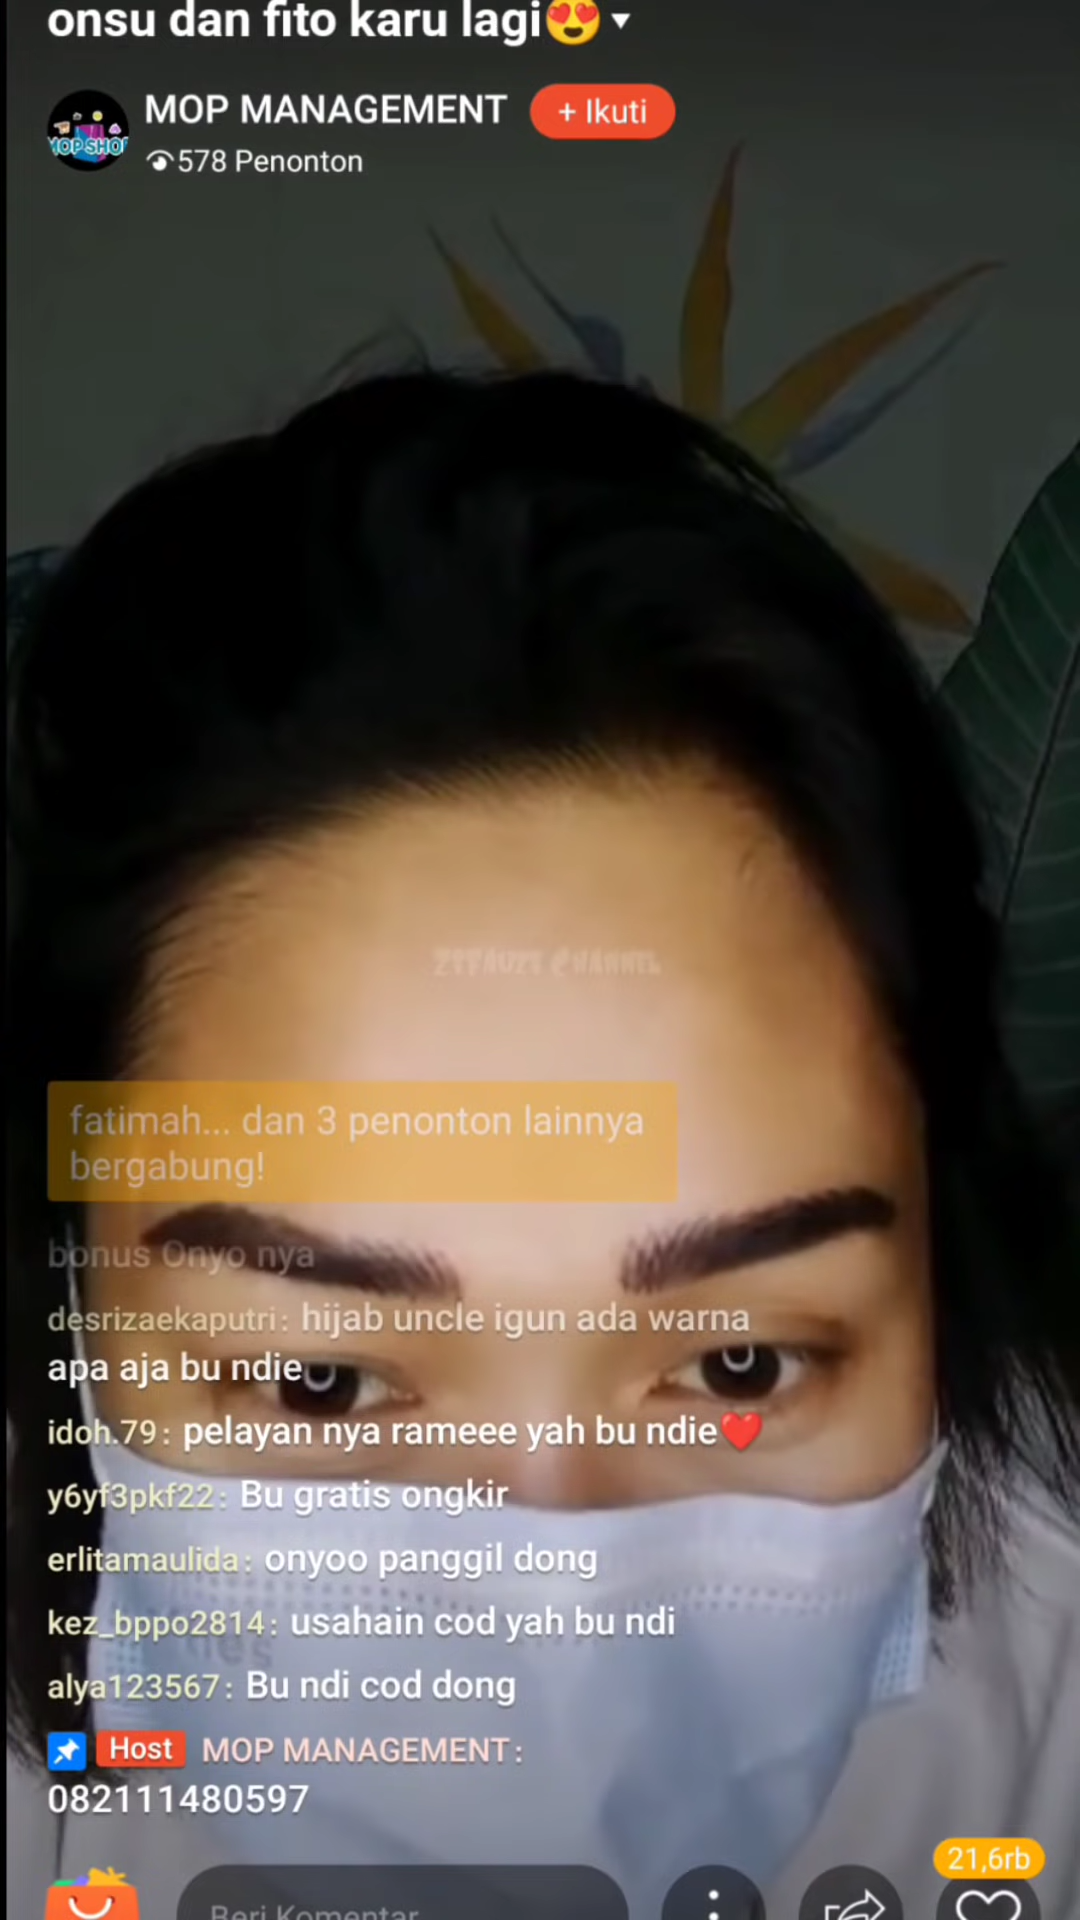 onsu dan fito karu lagi😍 ▼
MOP MANAGEMENT
+ Ikuti
MOP SHOP
578 Penonton
fatimah... dan 3 penonton lainnya
bergabung!
bonus Onyo nya
desrizaekaputri: hijab uncle igun ada warna
apa aja bu ndie
idoh.79: pelayan nya rameee yah bu ndie❤️
y6yf3pkf22: Bu gratis ongkir
erlitamaulida: onyoo panggil dong
kez_bppo2814: usahain cod yah bu ndi
alya123567: Bu ndi cod dong
Host MOP MANAGEMENT:
082111480597
21,6rb
Beri Komentar